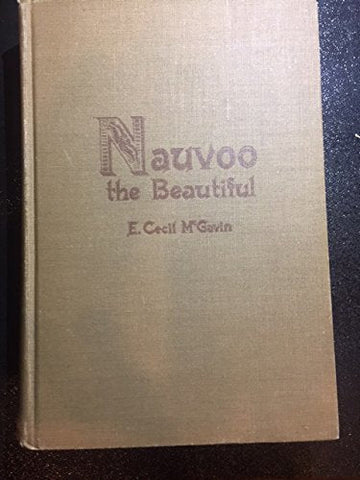 Nauvoo
the Beautiful
E. Cecil McGavin